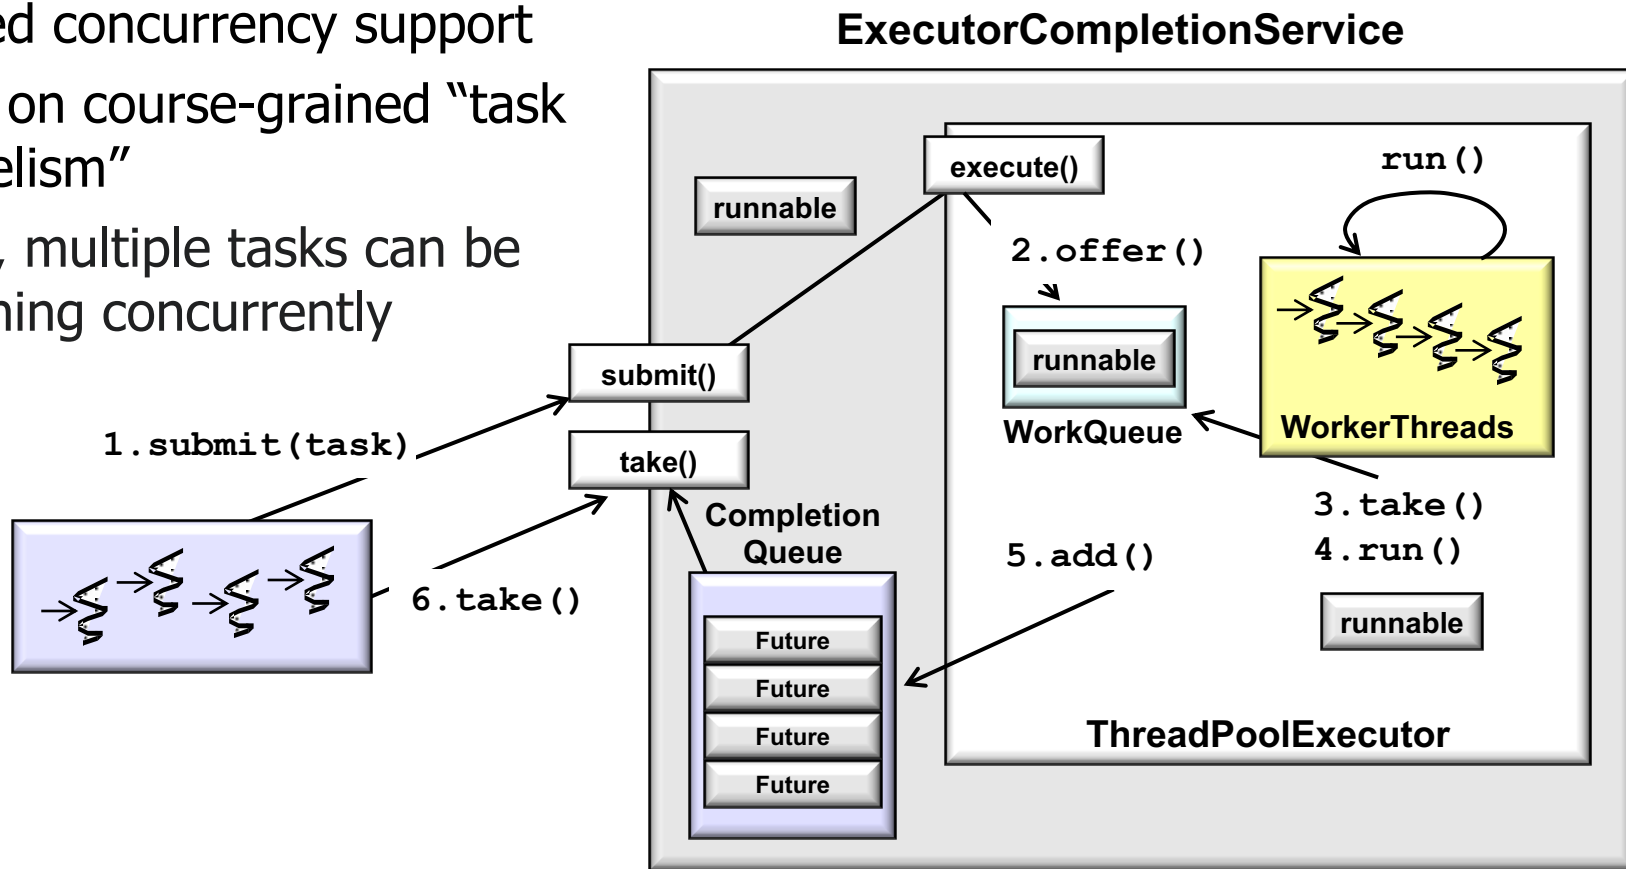 ed concurrency support
on course-grained “task
elism”
, multiple tasks can be
ning concurrently
ExecutorCompletionService
execute()
run()
runnable
2.offer()
runnable
submit()
WorkQueue
WorkerThreads
1.submit(task)
take()
3.take()
Completion
Queue
5.add()
4.run()
6.take()
runnable
Future
Future
Future
Future
ThreadPoolExecutor